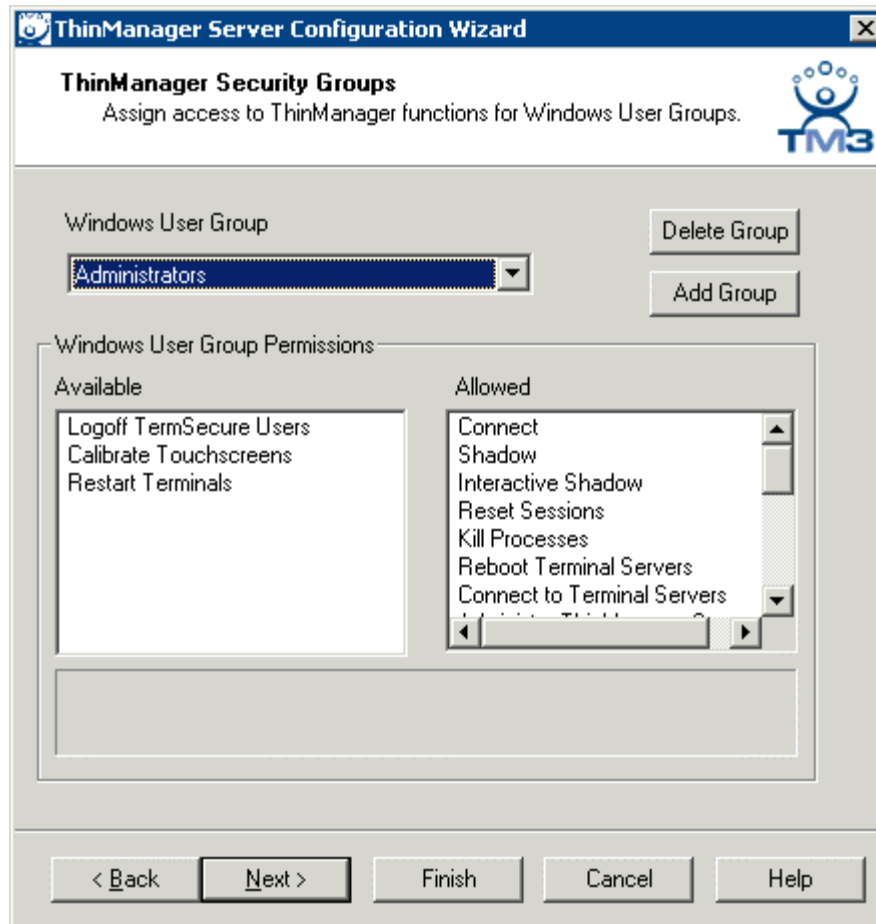 ThinManager Server Configuration Wizard
ThinManager Security Groups
Assign access to ThinManager functions for Windows User Groups.
TM3
Windows User Group
Delete Group
Administrators
Add Group
Windows User Group Permissions
Available
Allowed
Logoff TermSecure Users
Calibrate Touchscreens
Restart Terminals
Connect
Shadow
Interactive Shadow
Reset Sessions
Kill Processes
Reboot Terminal Servers
Connect to Terminal Servers
< Back
Next >
Finish
Cancel
Help